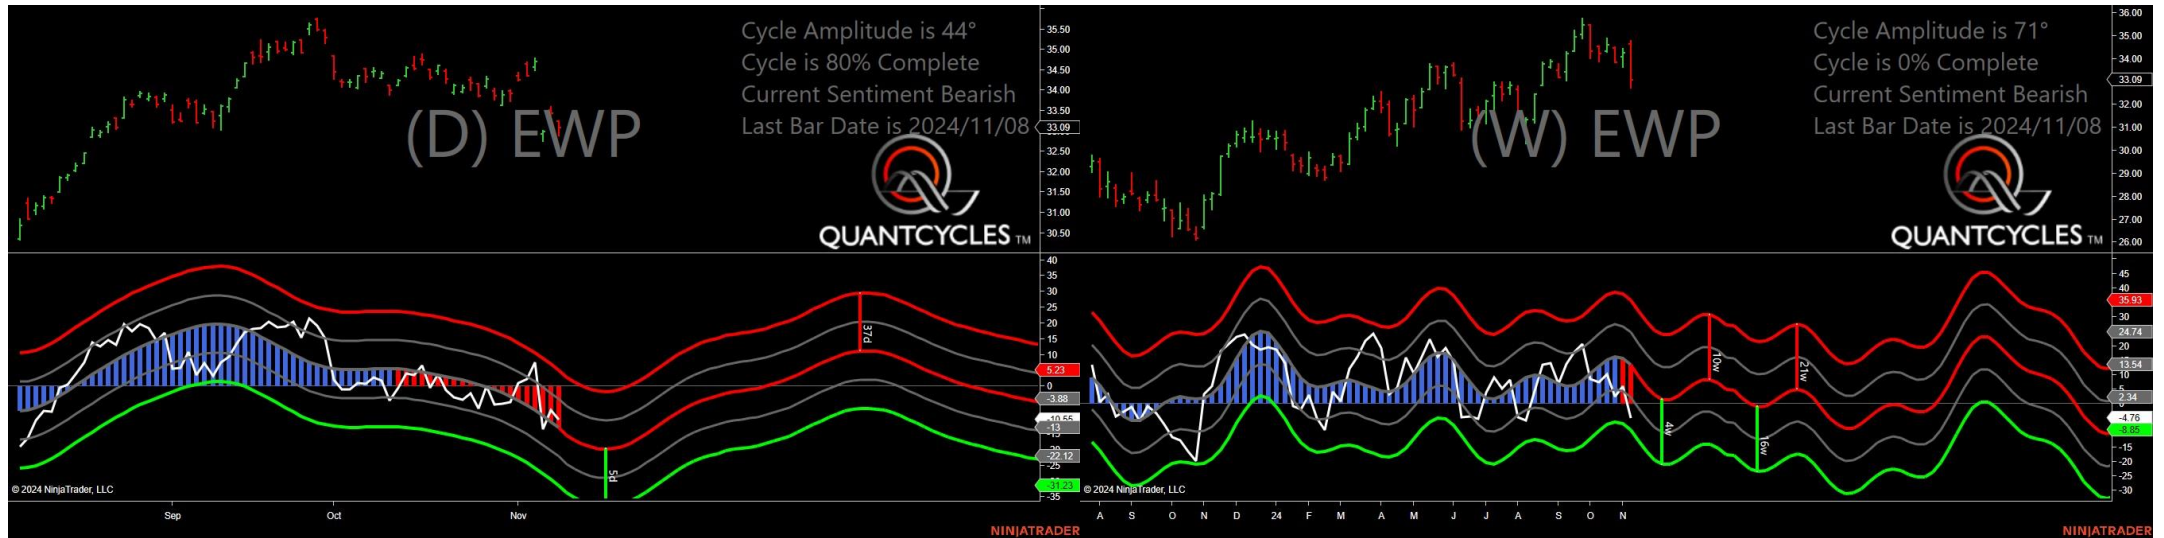 Cycle Amplitude is 44°
Cycle is 80% Complete
Current Sentiment Bearish
Last Bar Date is 2024/11/08
(D) EWP
QUANTCYCLES TM
35.50
35.00
34.50
34.00
33.50
33.09
32.50
32.00
31.50
31.00
30.50
40
35
30
25
20
15
10
5.23
0
-3.88
-10.55
-13
-22.12
-25
-31.23
-35
37d
5d
© 2024 NinjaTrader, LLC
Sep Oct Nov
NINJATRADER
Cycle Amplitude is 71°
Cycle is 0% Complete
Current Sentiment Bearish
Last Bar Date is 2024/11/08
(W) EWP
QUANTCYCLES TM
36.00
35.00
34.00
33.09
32.00
31.00
30.00
29.00
28.00
27.00
26.00
45
40
35.93
30
24.74
20
13.54
10
5
2.34
-4.76
-8.85
-15
-20
-25
-30
10w
21w
4w
16w
© 2024 NinjaTrader, LLC
A S O N D 24 F M A M J J A S O N
NINJATRADER